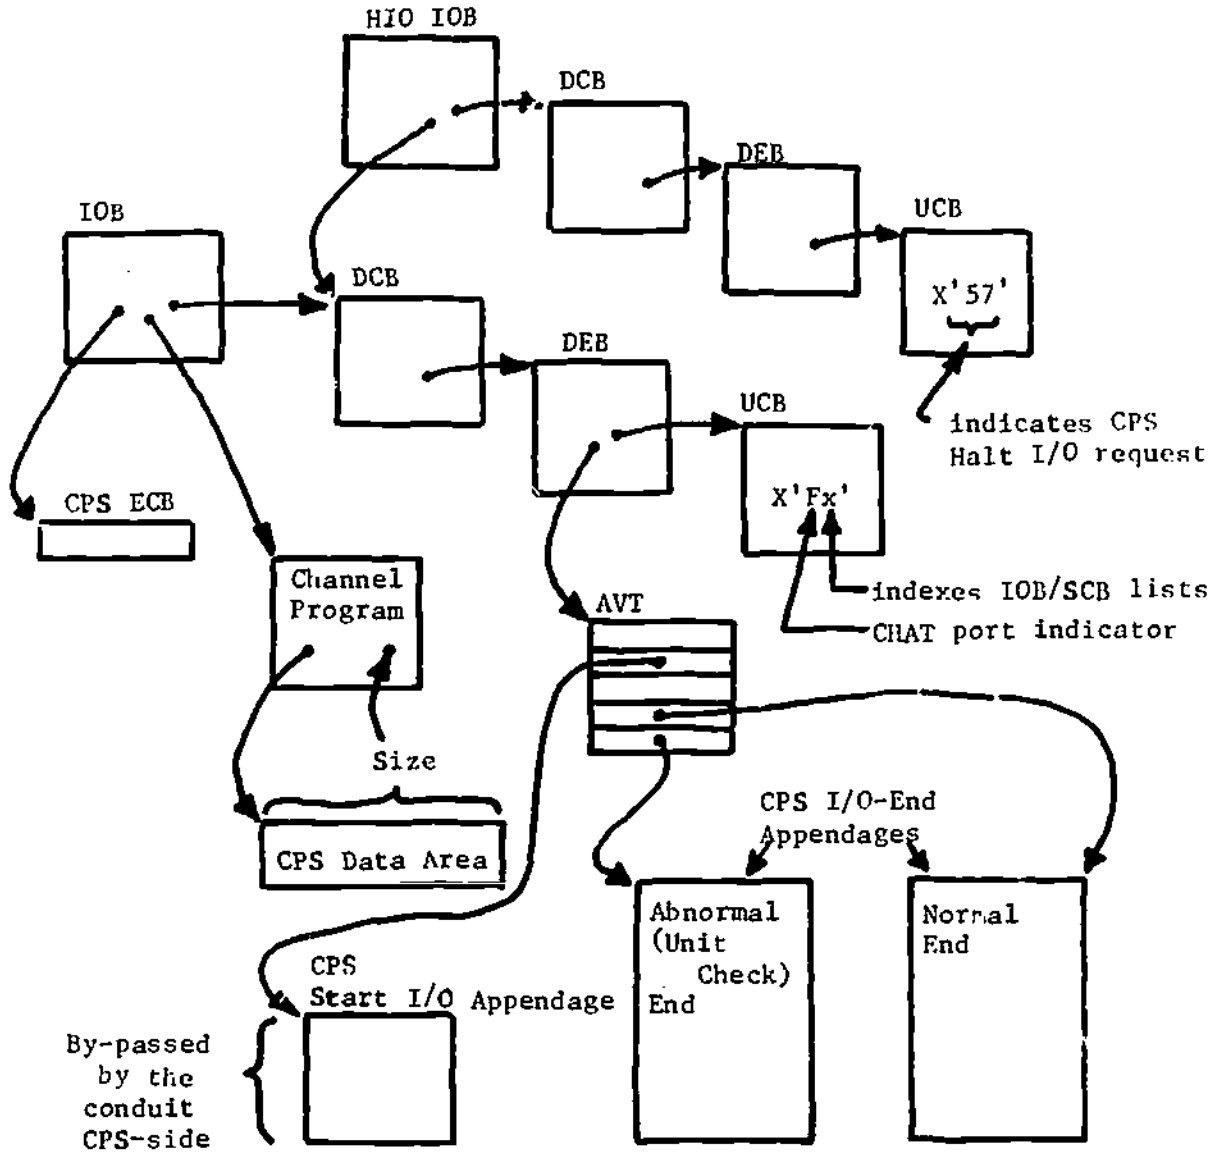 HIO IOB
DCB
DEB
UCB
X'57'
indicates CPS
Halt I/O request
IOB
DCB
DEB
UCB
X'Fx'
indexes IOB/SCB lists
CHAT port indicator
CPS ECB
Channel
Program
Size
CPS Data Area
AVT
CPS I/O-End
Appendages
Abnormal
(Unit
Check)
End
Normal
End
CPS
Start I/O Appendage
By-passed
by the
conduit
CPS-side